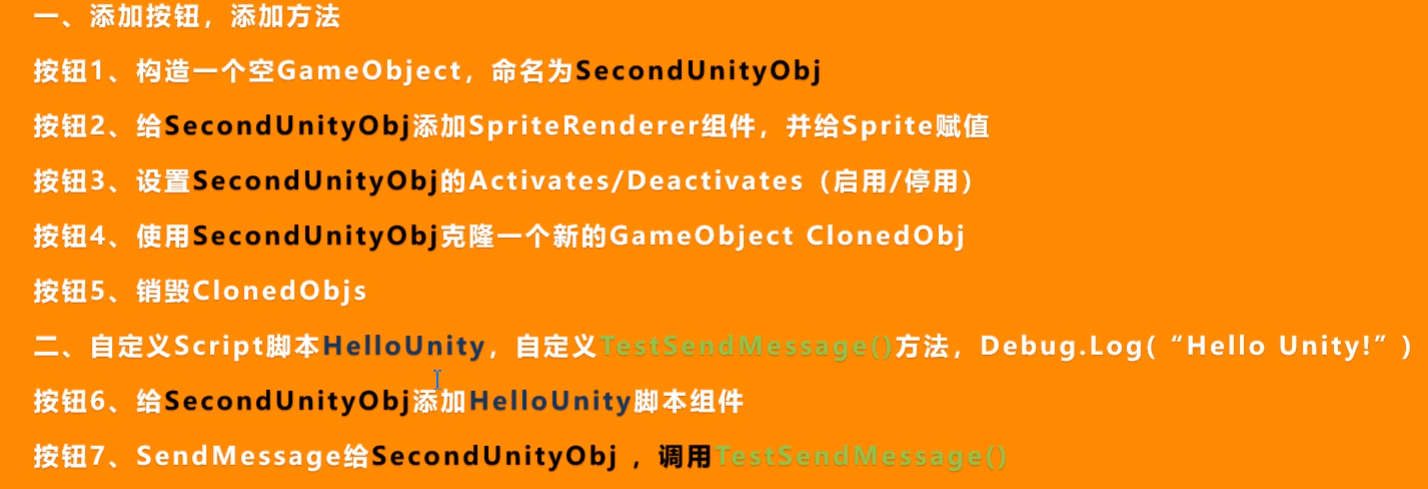 一、添加按钮，添加方法
按钮1、构造一个空GameObject，命名为SecondUnityObj
按钮2、给SecondUnityObj添加SpriteRenderer组件，并给Sprite赋值
按钮3、设置SecondUnityObj的Activates/Deactivates（启用/停用）
按钮4、使用SecondUnityObj克隆一个新的GameObject ClonedObj
按钮5、销毁ClonedObjs
二、自定义Script脚本HelloUnity，自定义TestSendMessage()方法，Debug.Log(“Hello Unity!”)
按钮6、给SecondUnityObj添加HelloUnity脚本组件
按钮7、SendMessage给SecondUnityObj ，调用TestSendMessage()